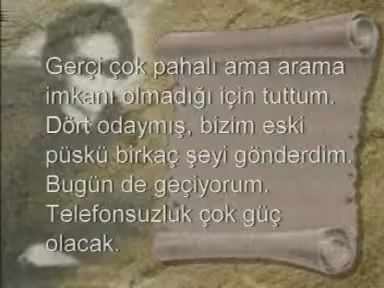 Gerçi çok pahalı ama arama
imkanı olmadığı için tuttum.
Dört odaymış, bizim eski
püskü birkaç şeyi gönderdim.
Bugün de geçiyorum.
Telefonsuzluk çok güç
olacak.